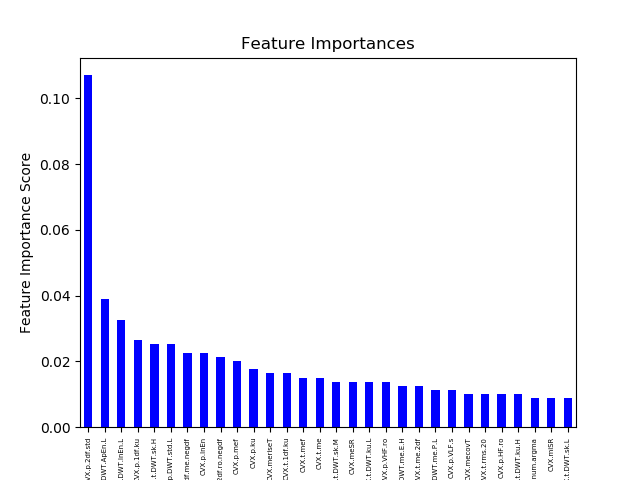 Feature Importances
Feature Importance Score
0.10
0.08
0.06
0.04
0.02
0.00
VX.p.2df.std
DWT.ApEn.L
.DWT.InEn.L
CVX.p.1df.ku
.t.DWT.sk.H
p.DWT.std.L
df.me.negdf
CVX.p.InEn
2df.ro.negdf
CVX.p.mef
CVX.p.ku
CVX.meriseT
CVX.t.1df.ku
CVX.t.mef
CVX.t.me
.t.DWT.sk.M
CVX.meSR
.t.DWT.ku.L
CVX.p.VHF.ro
DWT.me.E.H
CVX.t.me.2df
DWT.me.P.L
CVX.p.VLF.s
CVX.mecovT
CVX.t.rms.20
CVX.p.HF.ro
.t.DWT.ku.H
num.argma
CVX.miSR
.t.DWT.sk.L